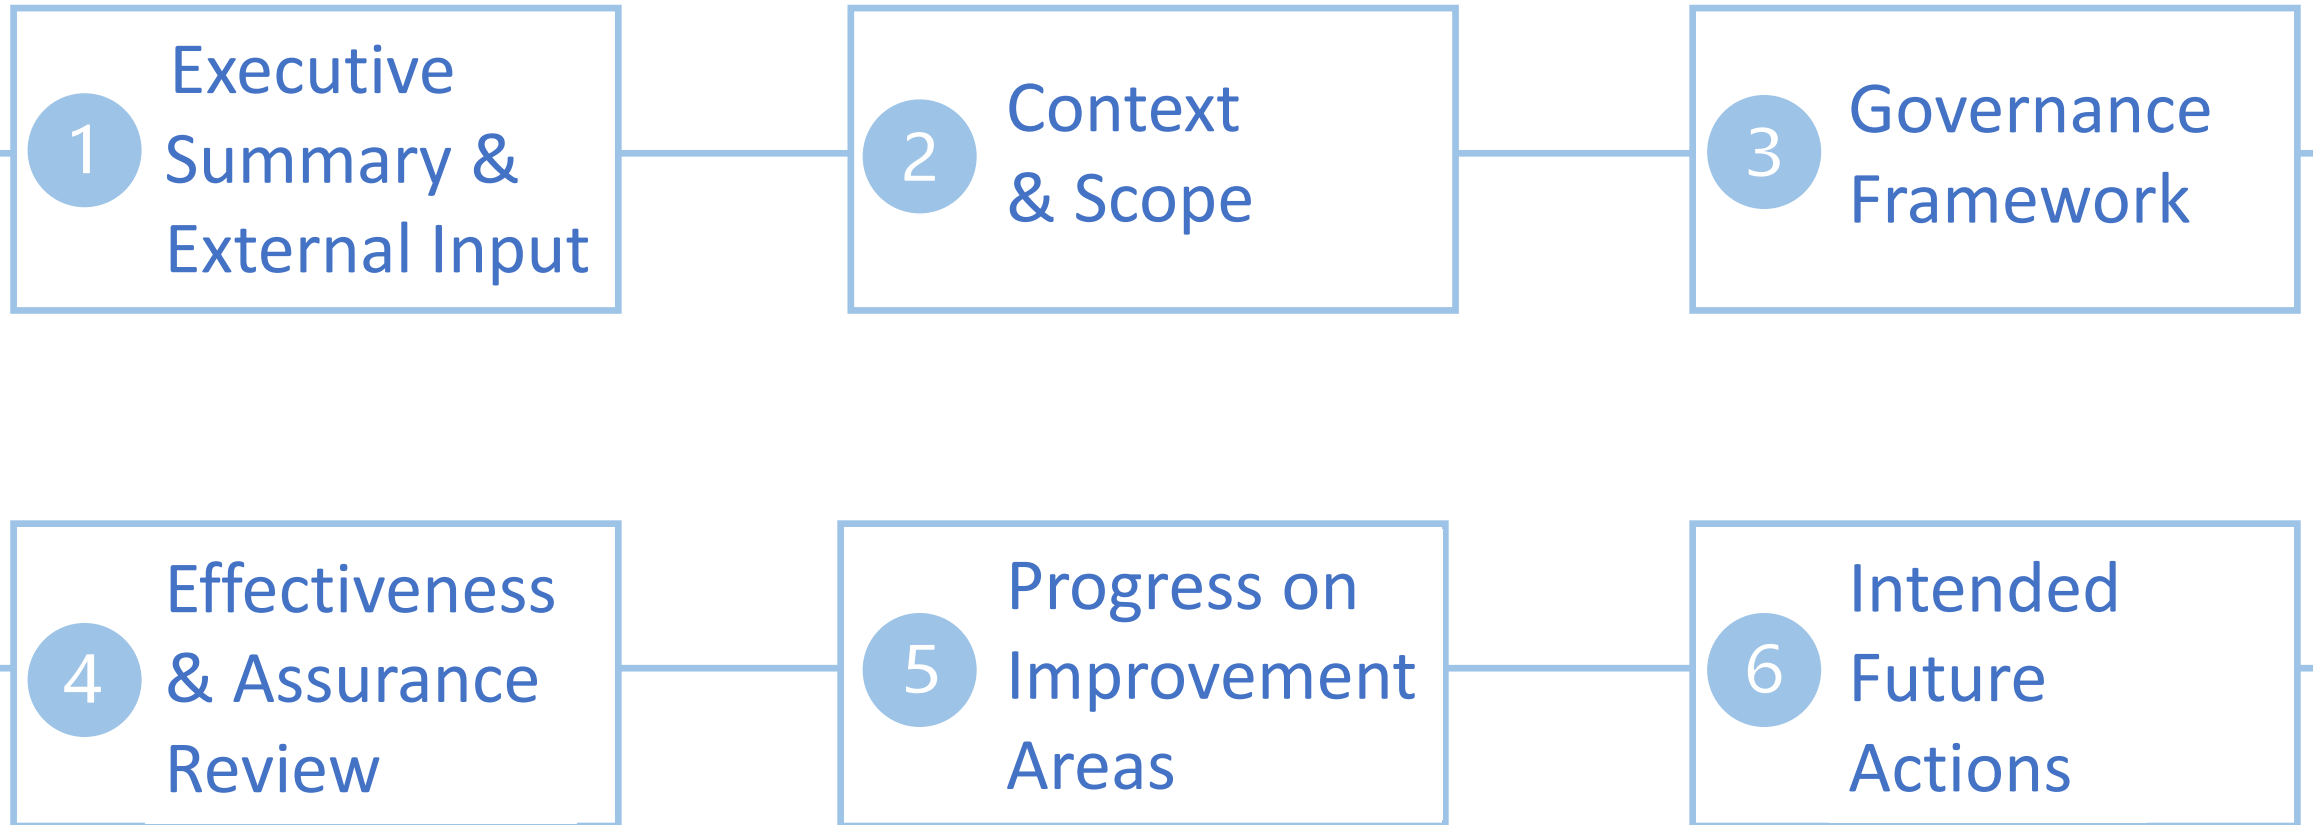 1
Executive
Summary &
External Input
2
Context
& Scope
3
Governance
Framework
4
Effectiveness
& Assurance
Review
5
Progress on
Improvement
Areas
6
Intended
Future
Actions